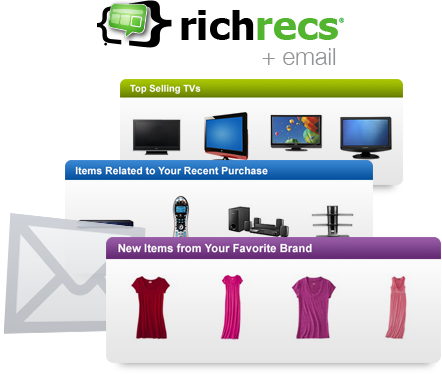 richrecs®
+ email
Top Selling TVs
Items Related to Your Recent Purchase
New Items from Your Favorite Brand